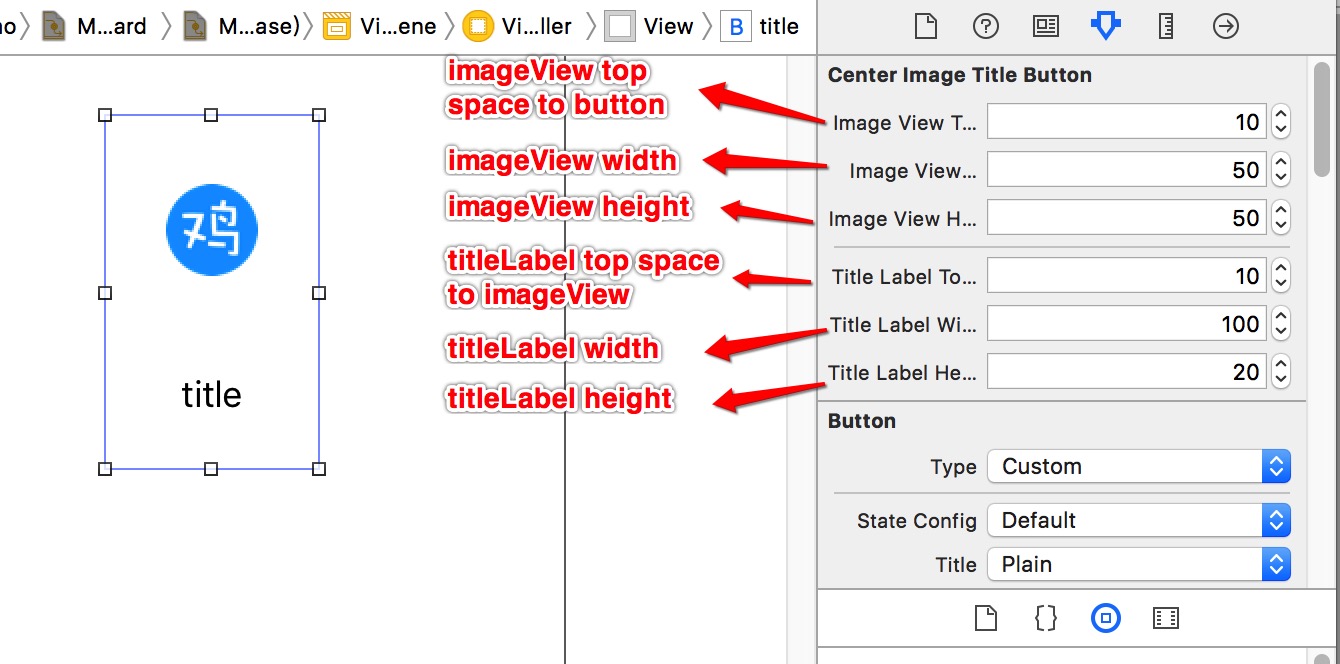 no
M...ard
M...ase)
Vi...ene
Vi...ller
View
B
title
imageView top
space to button
imageView width
imageView height
titleLabel top space
to imageView
titleLabel width
titleLabel height
鸡
title
Center Image Title Button
Image View T... 10
Image View... 50
Image View H... 50
Title Label To... 10
Title Label Wi... 100
Title Label He... 20
Button
Type Custom
State Config Default
Title Plain